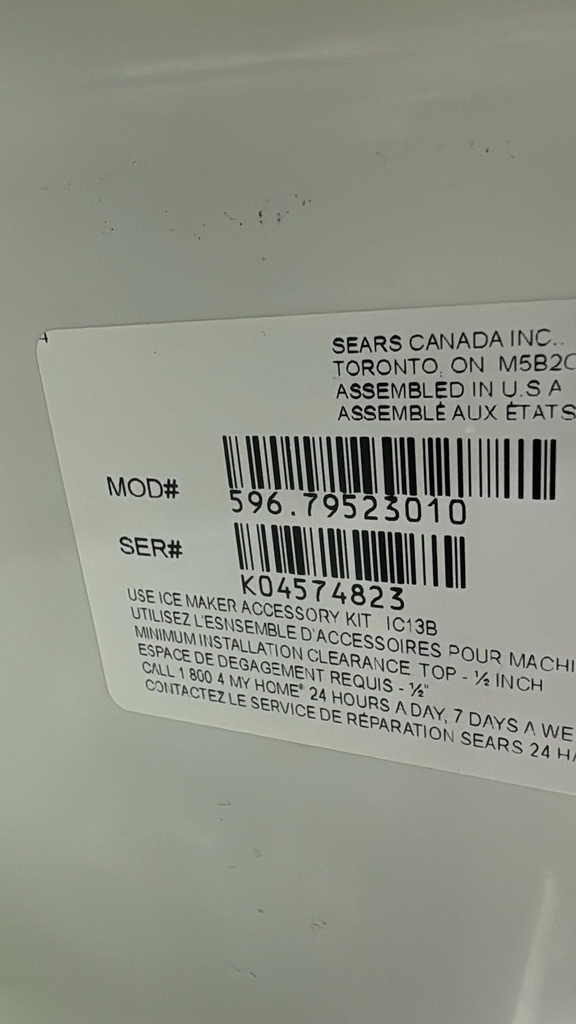 SEARS CANADA INC..
TORONTO, ON M5B2C
ASSEMBLED IN U.S A
ASSEMBLÉ AUX ÉTATS
MOD#
596.79523010
SER#
K04574823
USE ICE MAKER ACCESSORY KIT IC13B
UTILISEZ L'ESNSEMBLE D'ACCESSOIRES POUR MACHI
MINIMUM INSTALLATION CLEARANCE TOP - ½ INCH
ESPACE DE DEGAGEMENT REQUIS - ½"
CALL 1 800 4 MY HOME® 24 HOURS A DAY, 7 DAYS A WE
CONTACTEZ LE SERVICE DE RÉPARATION SEARS 24 H